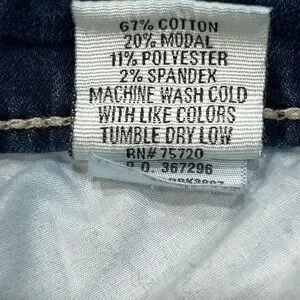 67% COTTON
20% MODAL
11% POLYESTER
2% SPANDEX
MACHINE WASH COLD
WITH LIKE COLORS
TUMBLE DRY LOW
RN# 75720
P.O. 367296